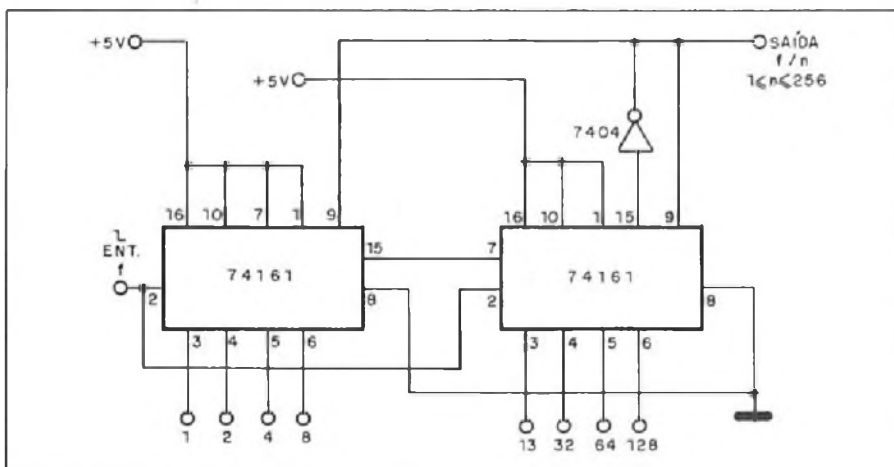 +5V
SAÍDA
f/n
1≤n≤256
+5V
7404
16 10 7 1 9
16 10 1 15 9
ʅ
ENT.
f
2 74161 15 8
7 2 74161 8
3 4 5 6
3 4 5 6
1 2 4 8
13 32 64 128